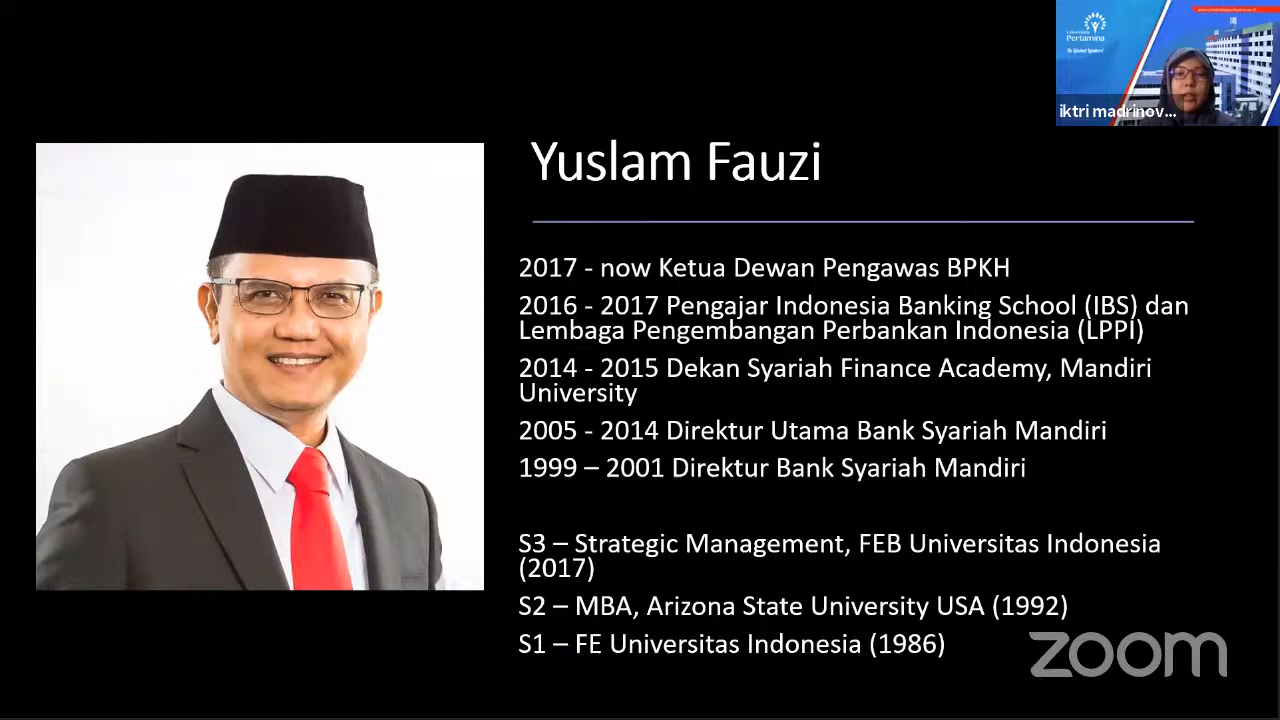 Universitas
Pertamina
iktri madrinov...
Yuslam Fauzi
2017 - now Ketua Dewan Pengawas BPKH
2016 - 2017 Pengajar Indonesia Banking School (IBS) dan
Lembaga Pengembangan Perbankan Indonesia (LPPI)
2014 - 2015 Dekan Syariah Finance Academy, Mandiri
University
2005 - 2014 Direktur Utama Bank Syariah Mandiri
1999 – 2001 Direktur Bank Syariah Mandiri
S3 – Strategic Management, FEB Universitas Indonesia
(2017)
S2 – MBA, Arizona State University USA (1992)
S1 – FE Universitas Indonesia (1986)
zoom